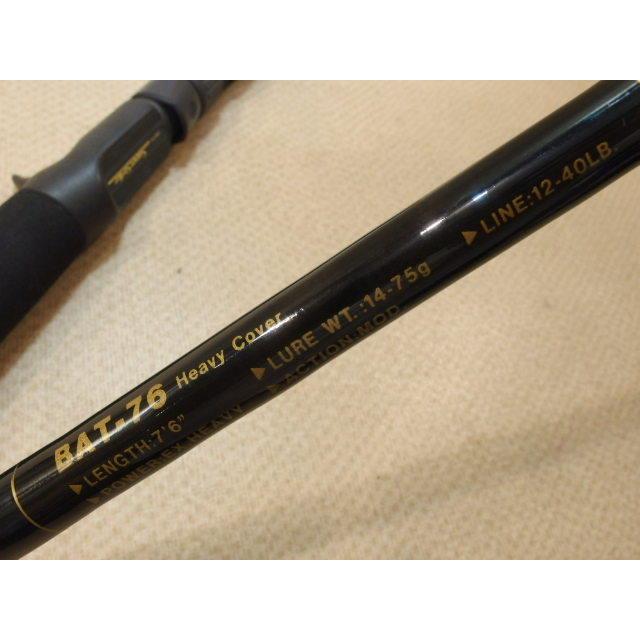 BAT-76 Heavy Cover
▶LENGTH:7'6" ▶LURE WT.:14-75g ▶LINE:12-40LB.
▶POWER:EX HEAVY ▶ACTION:MOD